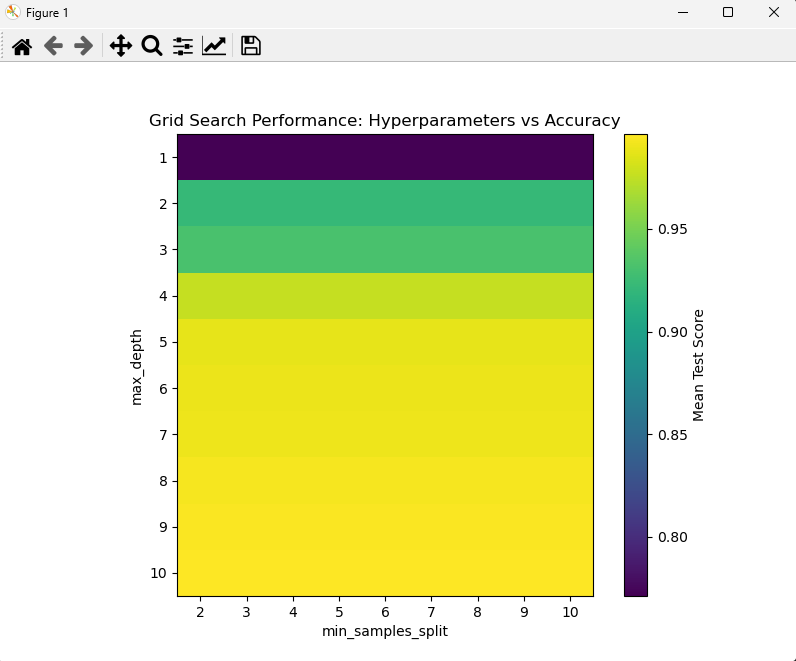 Figure 1
Grid Search Performance: Hyperparameters vs Accuracy
1
2
3
4
5
6
7
8
9
10
max_depth
2 3 4 5 6 7 8 9 10
min_samples_split
0.95
0.90
0.85
0.80
Mean Test Score